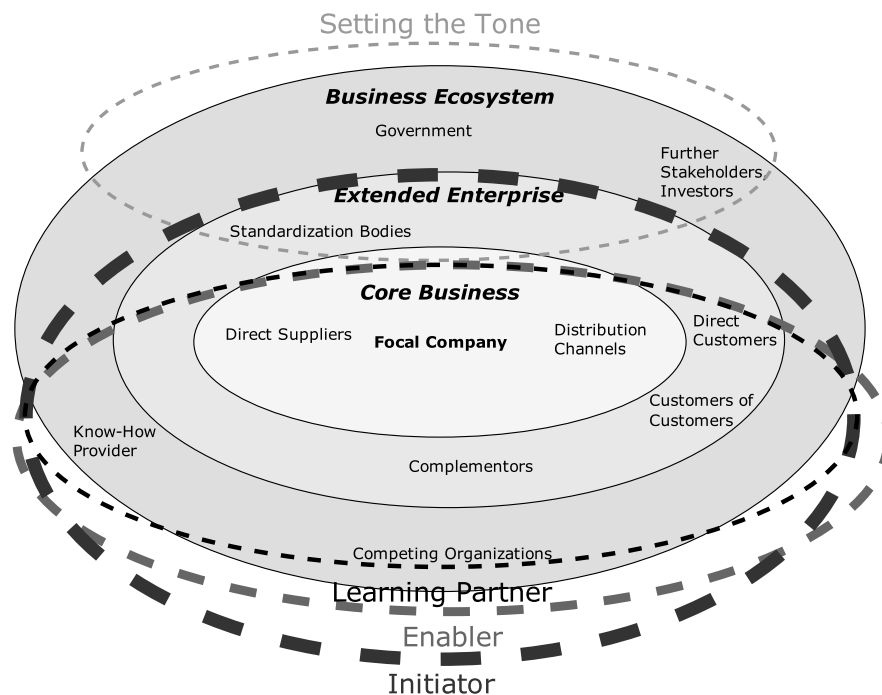 Setting the Tone
Business Ecosystem
Government
Further
Stakeholders,
Investors
Extended Enterprise
Standardization Bodies
Core Business
Direct Suppliers
Focal Company
Distribution
Channels
Direct
Customers
Customers of
Customers
Know-How
Provider
Complementors
Competing Organizations
Learning Partner
Enabler
Initiator